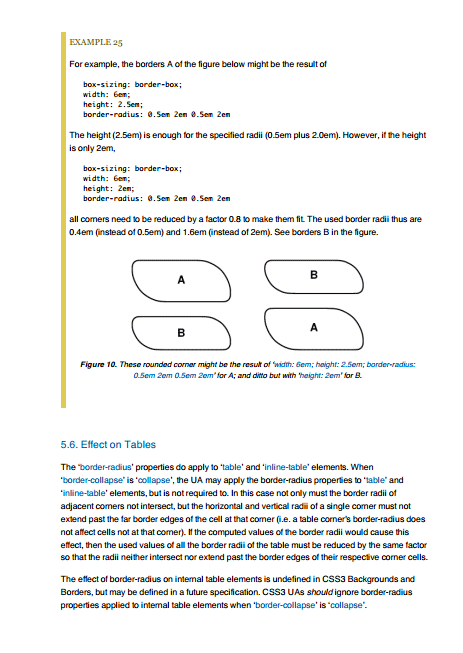 EXAMPLE 25
For example, the borders A of the figure below might be the result of
box-sizing: border-box;
width: 6em;
height: 2.5em;
border-radius: 0.5em 2em 0.5em 2em
The height (2.5em) is enough for the specified radii (0.5em plus 2.0em). However, if the height
is only 2em,
box-sizing: border-box;
width: 6em;
height: 2em;
border-radius: 0.5em 2em 0.5em 2em
all corners need to be reduced by a factor 0.8 to make them fit. The used border radii thus are
0.4em (instead of 0.5em) and 1.6em (instead of 2em). See borders B in the figure.
A
B
B
A
Figure 10. These rounded corner might be the result of 'width: 6em; height: 2.5em; border-radius:
0.5em 2em 0.5em 2em' for A; and ditto but with 'height: 2em' for B.
5.6. Effect on Tables
The 'border-radius' properties do apply to 'table' and 'inline-table' elements. When
'border-collapse' is 'collapse', the UA may apply the border-radius properties to 'table' and
'inline-table' elements, but is not required to. In this case not only must the border radii of
adjacent corners not intersect, but the horizontal and vertical radii of a single corner must not
extend past the far border edges of the cell at that corner (i.e. a table corner's border-radius does
not affect cells not at that corner). If the computed values of the border radii would cause this
effect, then the used values of all the border radii of the table must be reduced by the same factor
so that the radii neither intersect nor extend past the border edges of their respective corner cells.
The effect of border-radius on internal table elements is undefined in CSS3 Backgrounds and
Borders, but may be defined in a future specification. CSS3 UAs should ignore border-radius
properties applied to internal table elements when 'border-collapse' is 'collapse'.